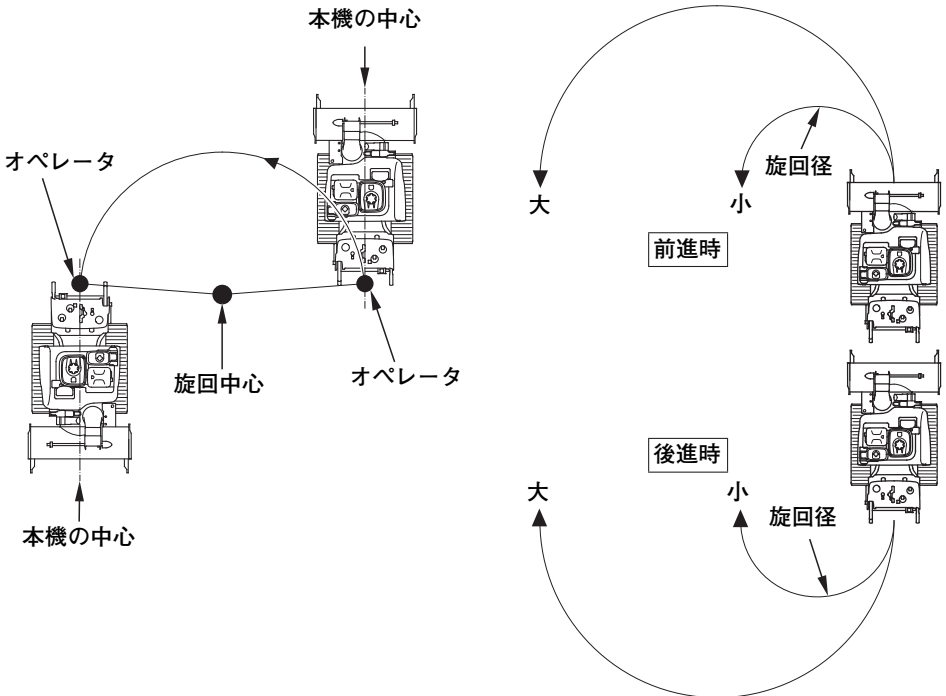 本機の中心
オペレータ
旋回中心
オペレータ
本機の中心
旋回径
大
小
前進時
後進時
大
小
旋回径